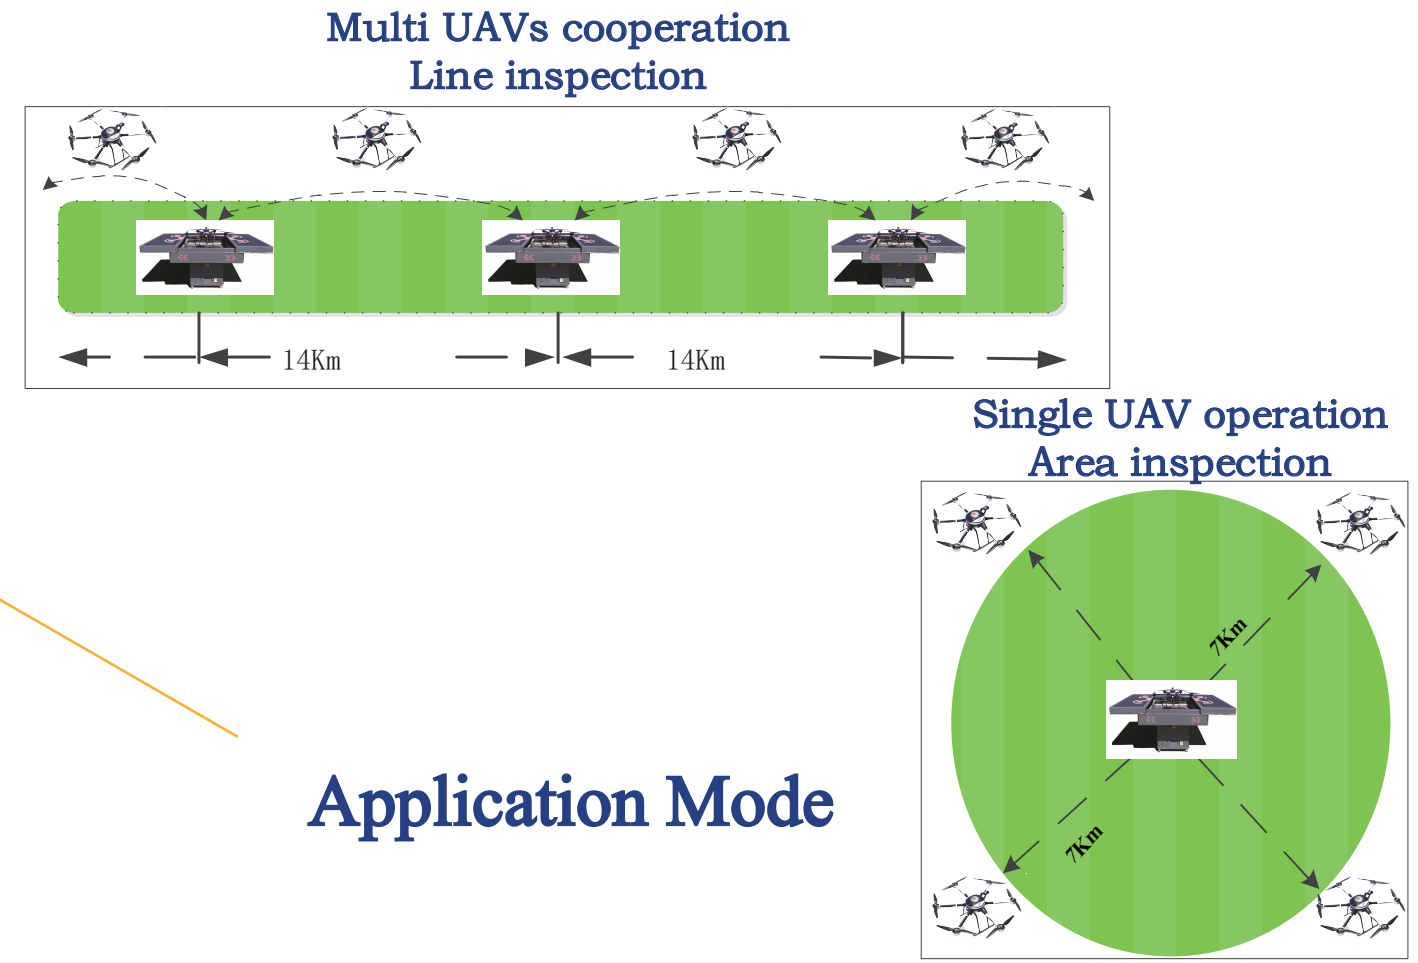 Multi UAVs cooperation
Line inspection
14Km
14Km
Single UAV operation
Area inspection
7Km
7Km
Application Mode